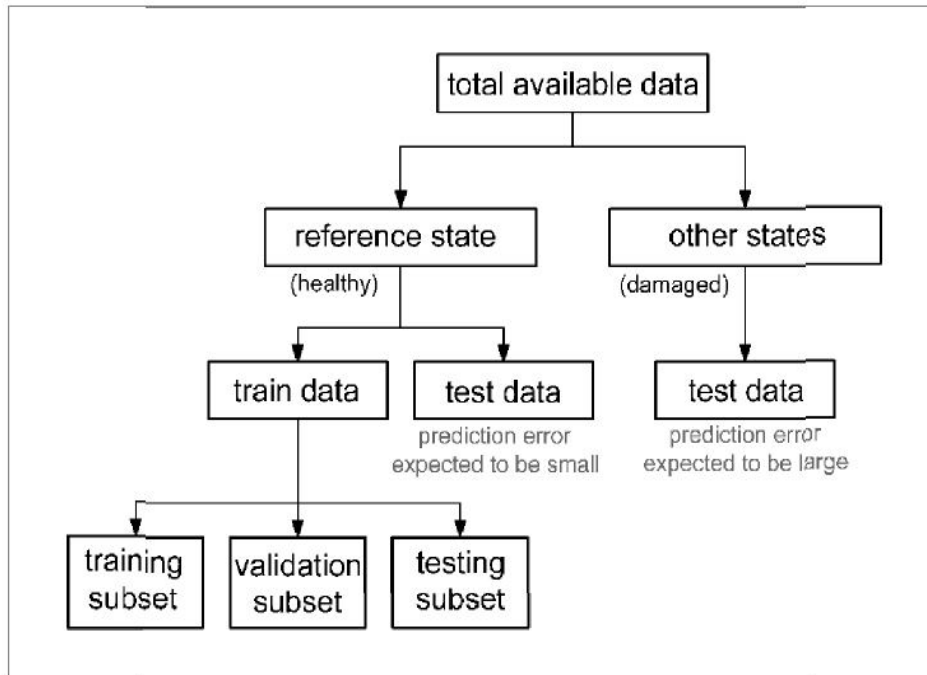 total available data
reference state
other states
(healthy)
(damaged)
train data
test data
test data
prediction error
expected to be small
prediction error
expected to be large
training
subset
validation
subset
testing
subset